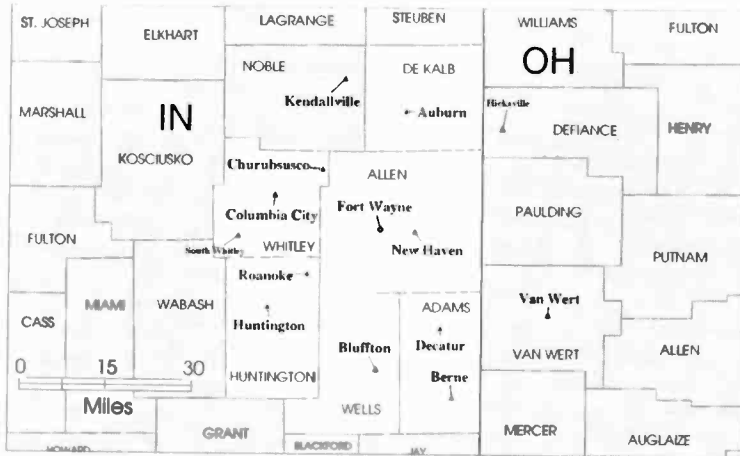 ST. JOSEPH
ELKHART
LAGRANGE
STEUBEN
WILLIAMS
FULTON
NOBLE
DE KALB
OH
Kendallville
Auburn
Hicksville
MARSHALL
IN
DEFIANCE
HENRY
KOSCIUSKO
Churubusco
ALLEN
Columbia City
Fort Wayne
PAULDING
FULTON
South Whitley
WHITLEY
New Haven
PUTNAM
Roanoke
MIAMI
WABASH
ADAMS
Van Wert
CASS
Huntington
Decatur
Bluffton
VAN WERT
ALLEN
0 15 30
Miles
HUNTINGTON
Berne
WELLS
GRANT
MERCER
AUGLAIZE
HOWARD
BLACKFORD
JAY